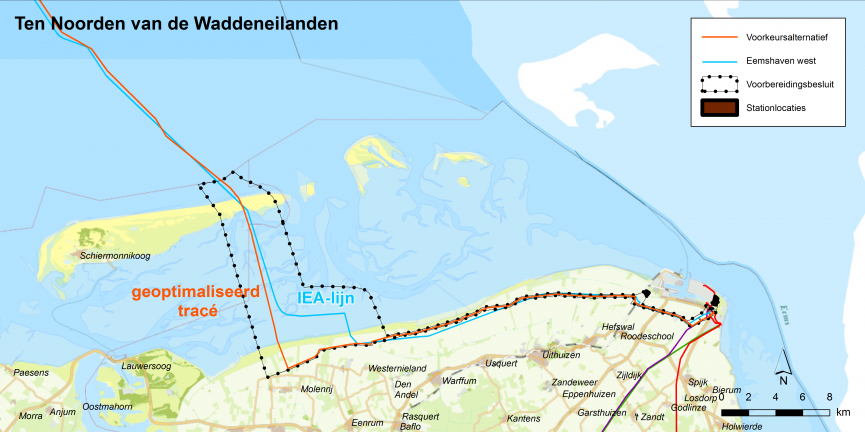 Ten Noorden van de Waddeneilanden
Voorkeursalternatief
Eemshaven west
Voorbereidingsbesluit
Stationlocaties
Schiermonnikoog
geoptimaliseerd
tracé
IEA-lijn
Eems
Hefswal
Roodeschool
Uithuizen
Usquert
Warffum
Westernieland
Den
Andel
Molenrij
Lauwersoog
Paesens
Oostmahorn
Anjum
Morra
Eenrum
Rasquert
Baflo
Kantens
Zandeweer
Eppenhuizen
Zijldijk
Garsthuizen
't Zandt
Spijk
Bierum
Losdorp
Godlinze
Holwierde
N
0 2 4 6 8
km